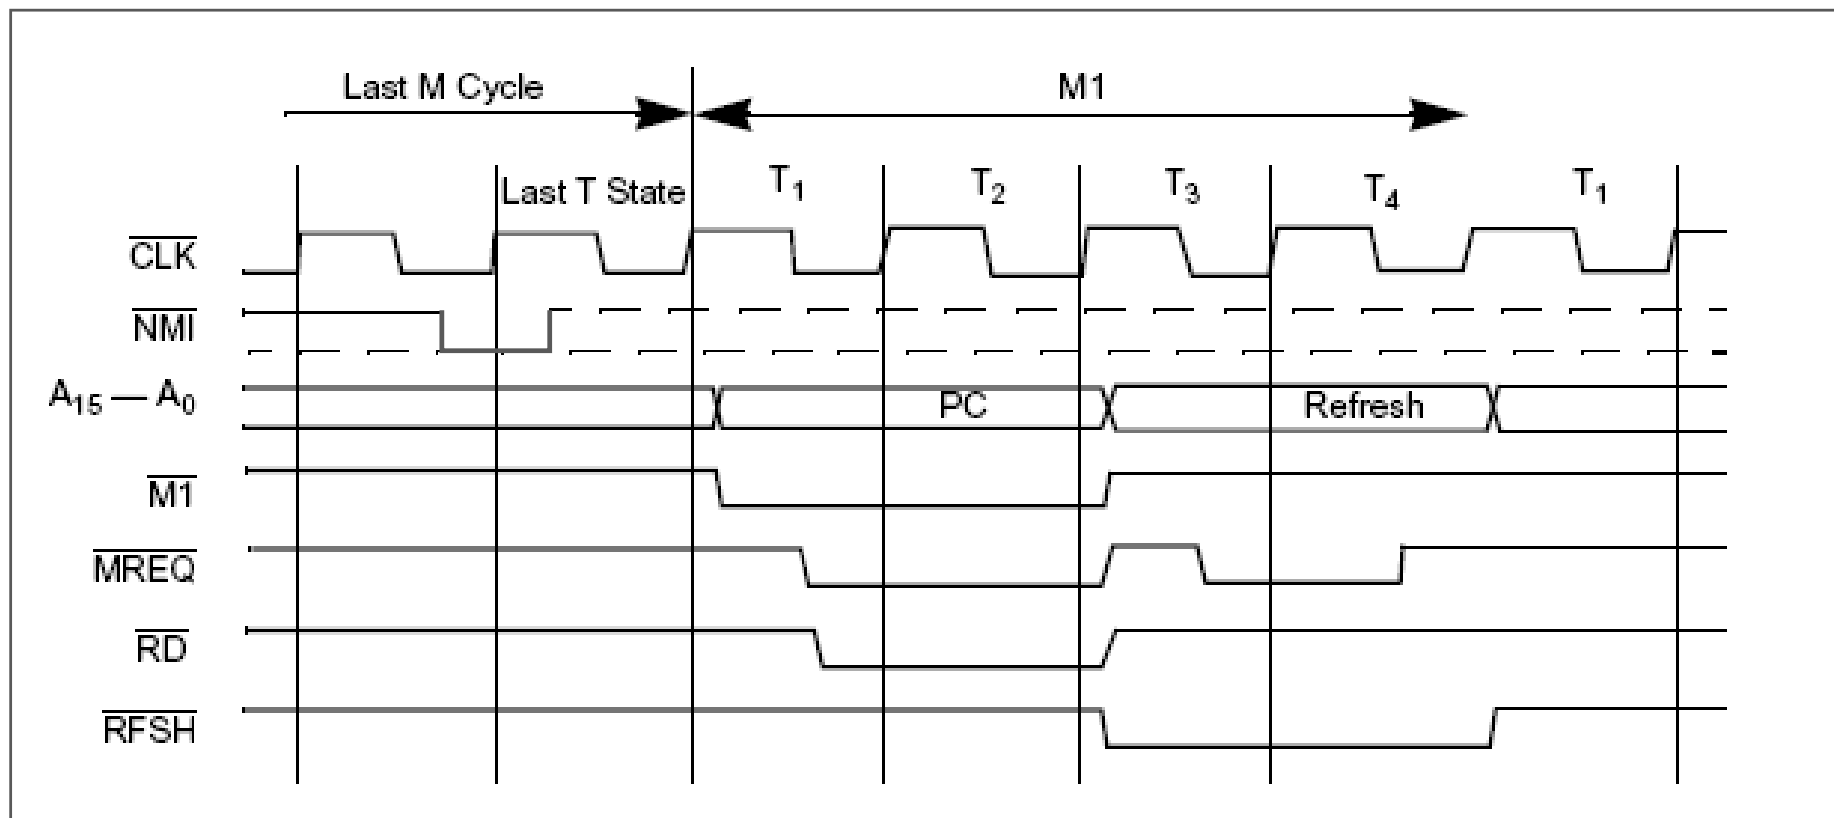 Last M Cycle
M1
Last T State
T1
T2
T3
T4
T1
CLK
NMI
A15 — A0
PC
Refresh
M1
MREQ
RD
RFSH